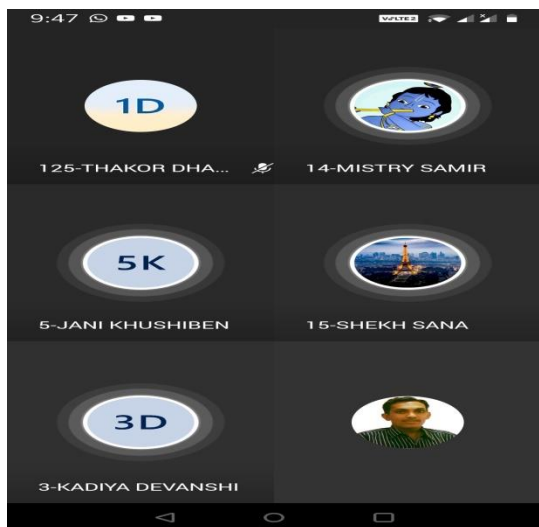 9:47
VoLTE2
1D
125-THAKOR DHA...
14-MISTRY SAMIR
5K
5-JANI KHUSHIBEN
15-SHEKH SANA
3D
3-KADIYA DEVANSHI